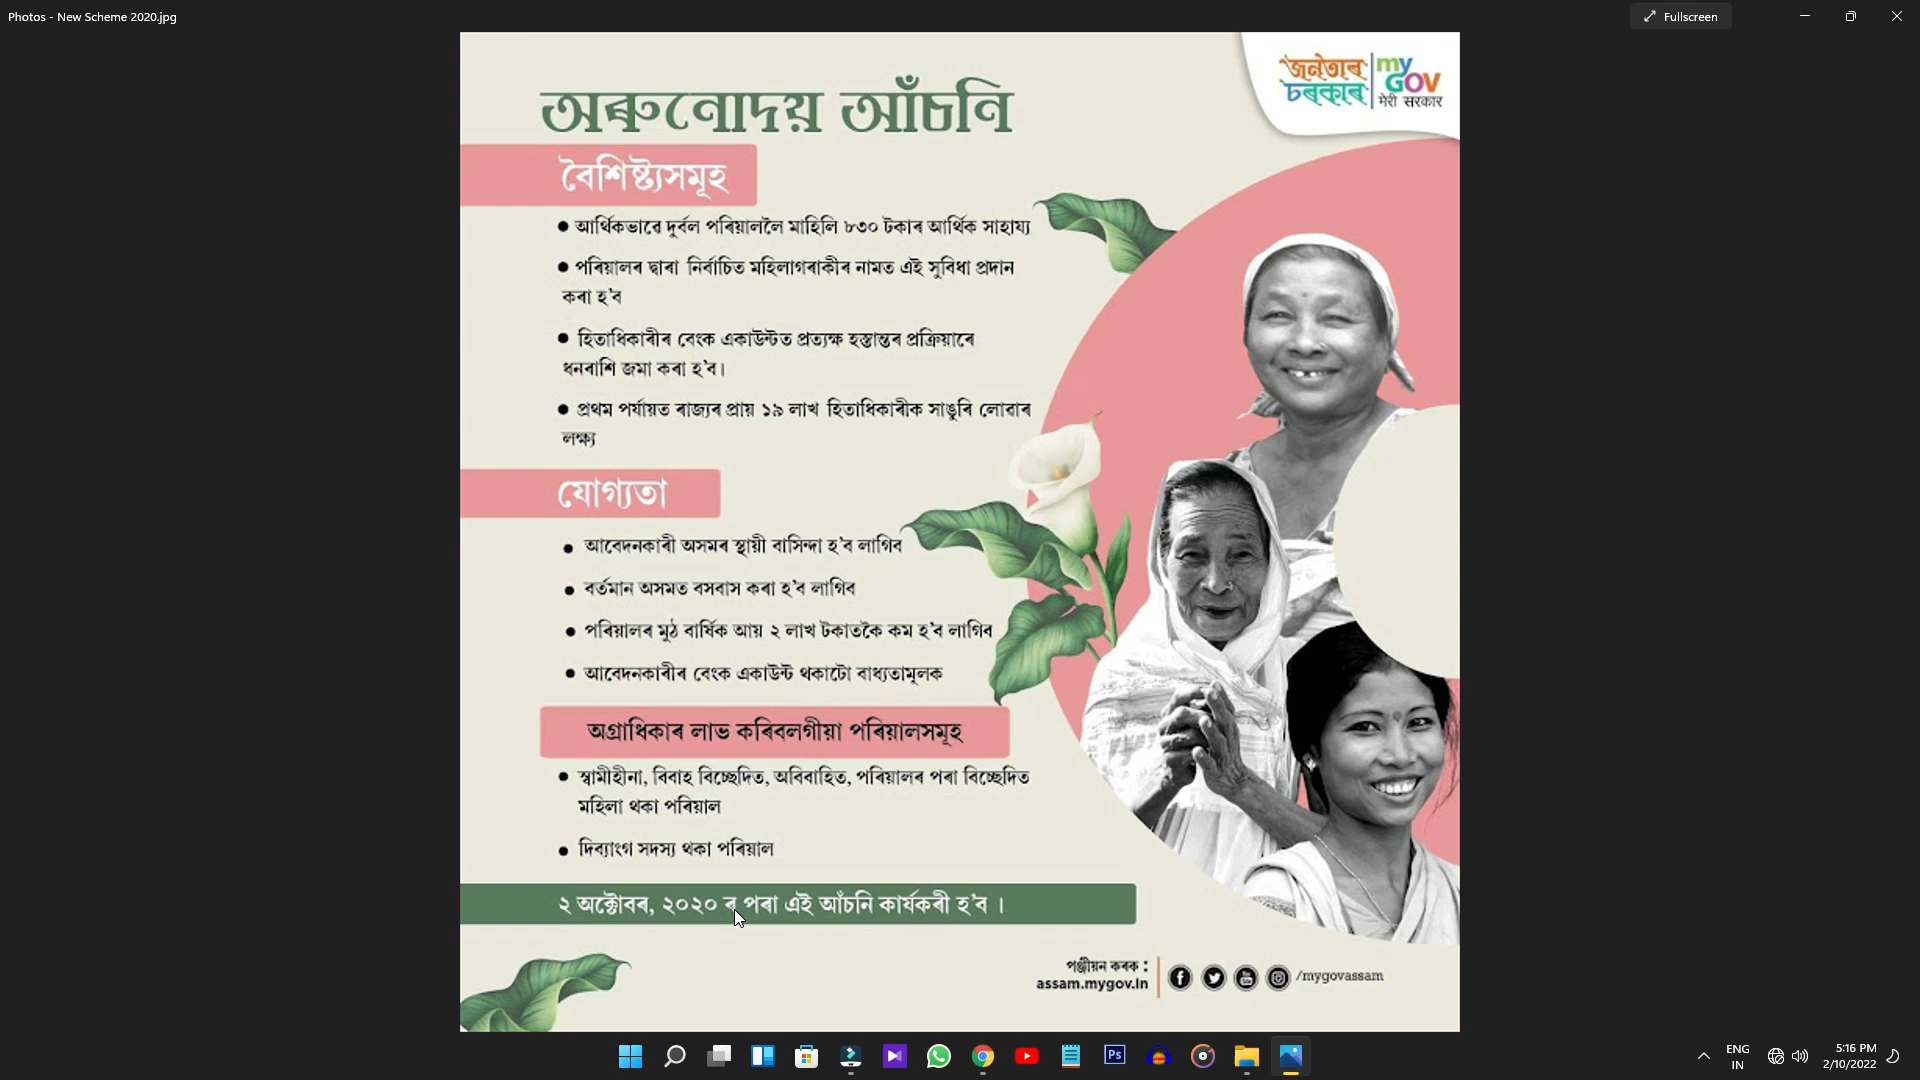 Photos - New Scheme 2020.jpg
Fullscreen
জনতাৰ
চৰকাৰ
my
GOV
मेरी सरकार
অৰুনোদয় আঁচনি
বৈশিষ্ট্যসমূহ
● আৰ্থিকভাৱে দুৰ্বল পৰিয়াললৈ মাহিলি ৮৩০ টকাৰ আৰ্থিক সাহায্য
● পৰিয়ালৰ দ্বাৰা নিৰ্বাচিত মহিলাগৰাকীৰ নামত এই সুবিধা প্ৰদান
কৰা হ'ব
● হিতাধিকাৰীৰ বেংক একাউন্টত প্ৰত্যক্ষ হস্তান্তৰ প্ৰক্ৰিয়াৰে
ধনৰাশি জমা কৰা হ'ব।
● প্ৰথম পৰ্যায়ত ৰাজ্যৰ প্ৰায় ১৯ লাখ হিতাধিকাৰীক সাঙুৰি লোৱাৰ
লক্ষ্য
যোগ্যতা
● আবেদনকাৰী অসমৰ স্থায়ী বাসিন্দা হ'ব লাগিব
● বৰ্তমান অসমত বসবাস কৰা হ'ব লাগিব
● পৰিয়ালৰ মুঠ বাৰ্ষিক আয় ২ লাখ টকাতকৈ কম হ'ব লাগিব
● আবেদনকাৰীৰ বেংক একাউন্ট থকাটো বাধ্যতামূলক
অগ্ৰাধিকাৰ লাভ কৰিবলগীয়া পৰিয়ালসমূহ
● স্বামীহীনা, বিবাহ বিচ্ছেদিত, অবিবাহিত, পৰিয়ালৰ পৰা বিচ্ছেদিত
মহিলা থকা পৰিয়াল
● দিব্যাংগ সদস্য থকা পৰিয়াল
২ অক্টোবৰ, ২০২০ ৰ পৰা এই আঁচনি কাৰ্যকৰী হ'ব ।
পঞ্জীয়ন কৰক :
assam.mygov.in
/mygovassam
Ps
ENG
IN
5:16 PM
2/10/2022